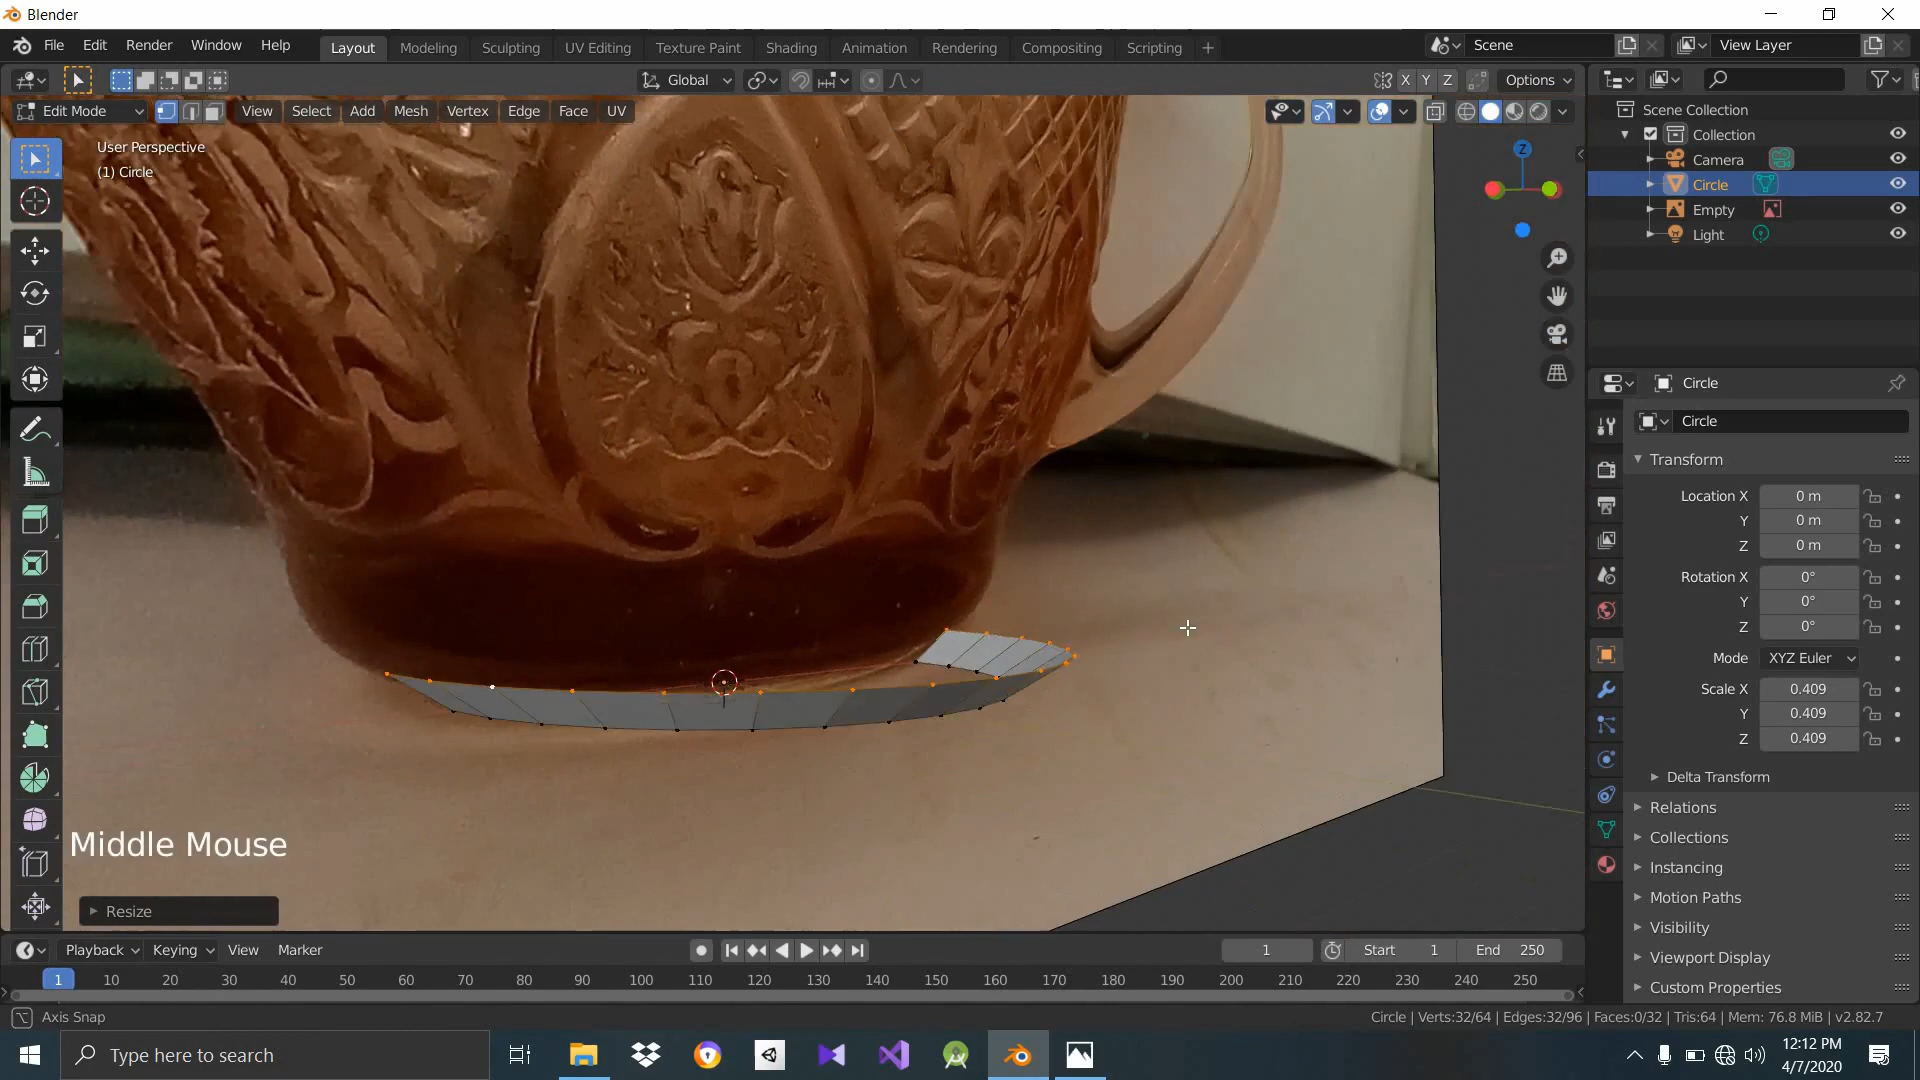 Blender
File Edit Render Window Help
Layout Modeling Sculpting UV Editing Texture Paint Shading Animation Rendering Compositing Scripting +
Scene
View Layer
Global
X Y Z
Options
Edit Mode
View Select Add Mesh Vertex Edge Face UV
User Perspective
(1) Circle
Z
Scene Collection
Collection
Camera
Circle
Empty
Light
Circle
Circle
Transform
Location X 0 m
Y 0 m
Z 0 m
Rotation X 0°
Y 0°
Z 0°
Mode XYZ Euler
Scale X 0.409
Y 0.409
Z 0.409
Delta Transform
Relations
Collections
Instancing
Motion Paths
Visibility
Viewport Display
Custom Properties
Middle Mouse
Resize
Playback Keying View Marker
1
Start 1
End 250
1 10 20 30 40 50 60 70 80 90 100 110 120 130 140 150 160 170 180 190 200 210 220 230 240 250
Axis Snap
Circle | Verts:32/64 | Edges:32/96 | Faces:0/32 | Tris:64 | Mem: 76.8 MiB | v2.82.7
Type here to search
12:12 PM
4/7/2020